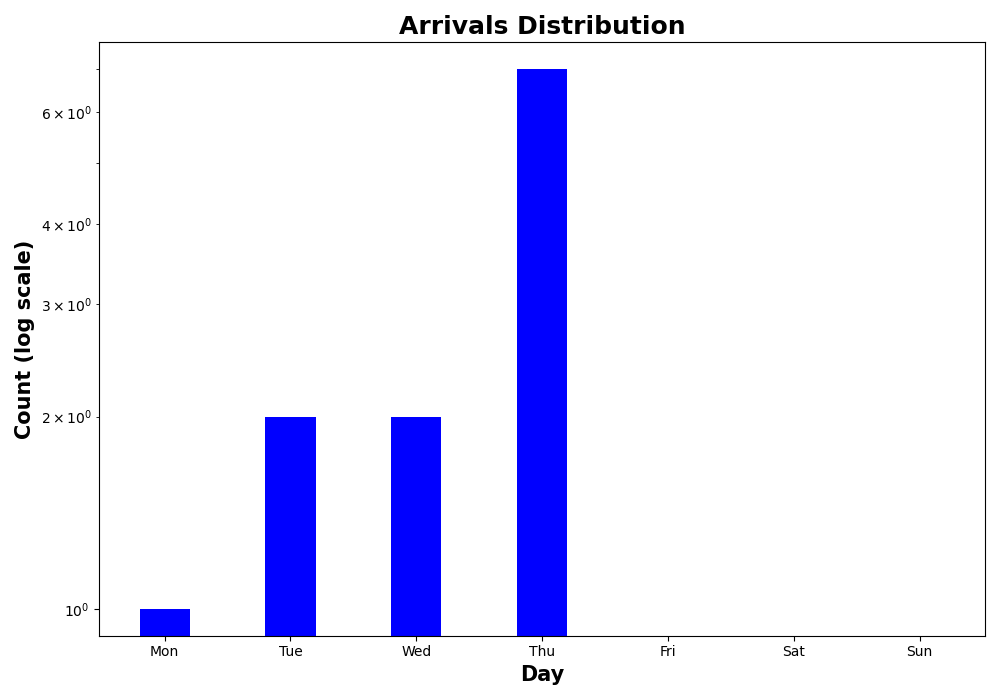 Arrivals Distribution
Count (log scale)
6 × 10⁰
4 × 10⁰
3 × 10⁰
2 × 10⁰
10⁰
Mon Tue Wed Thu Fri Sat Sun
Day